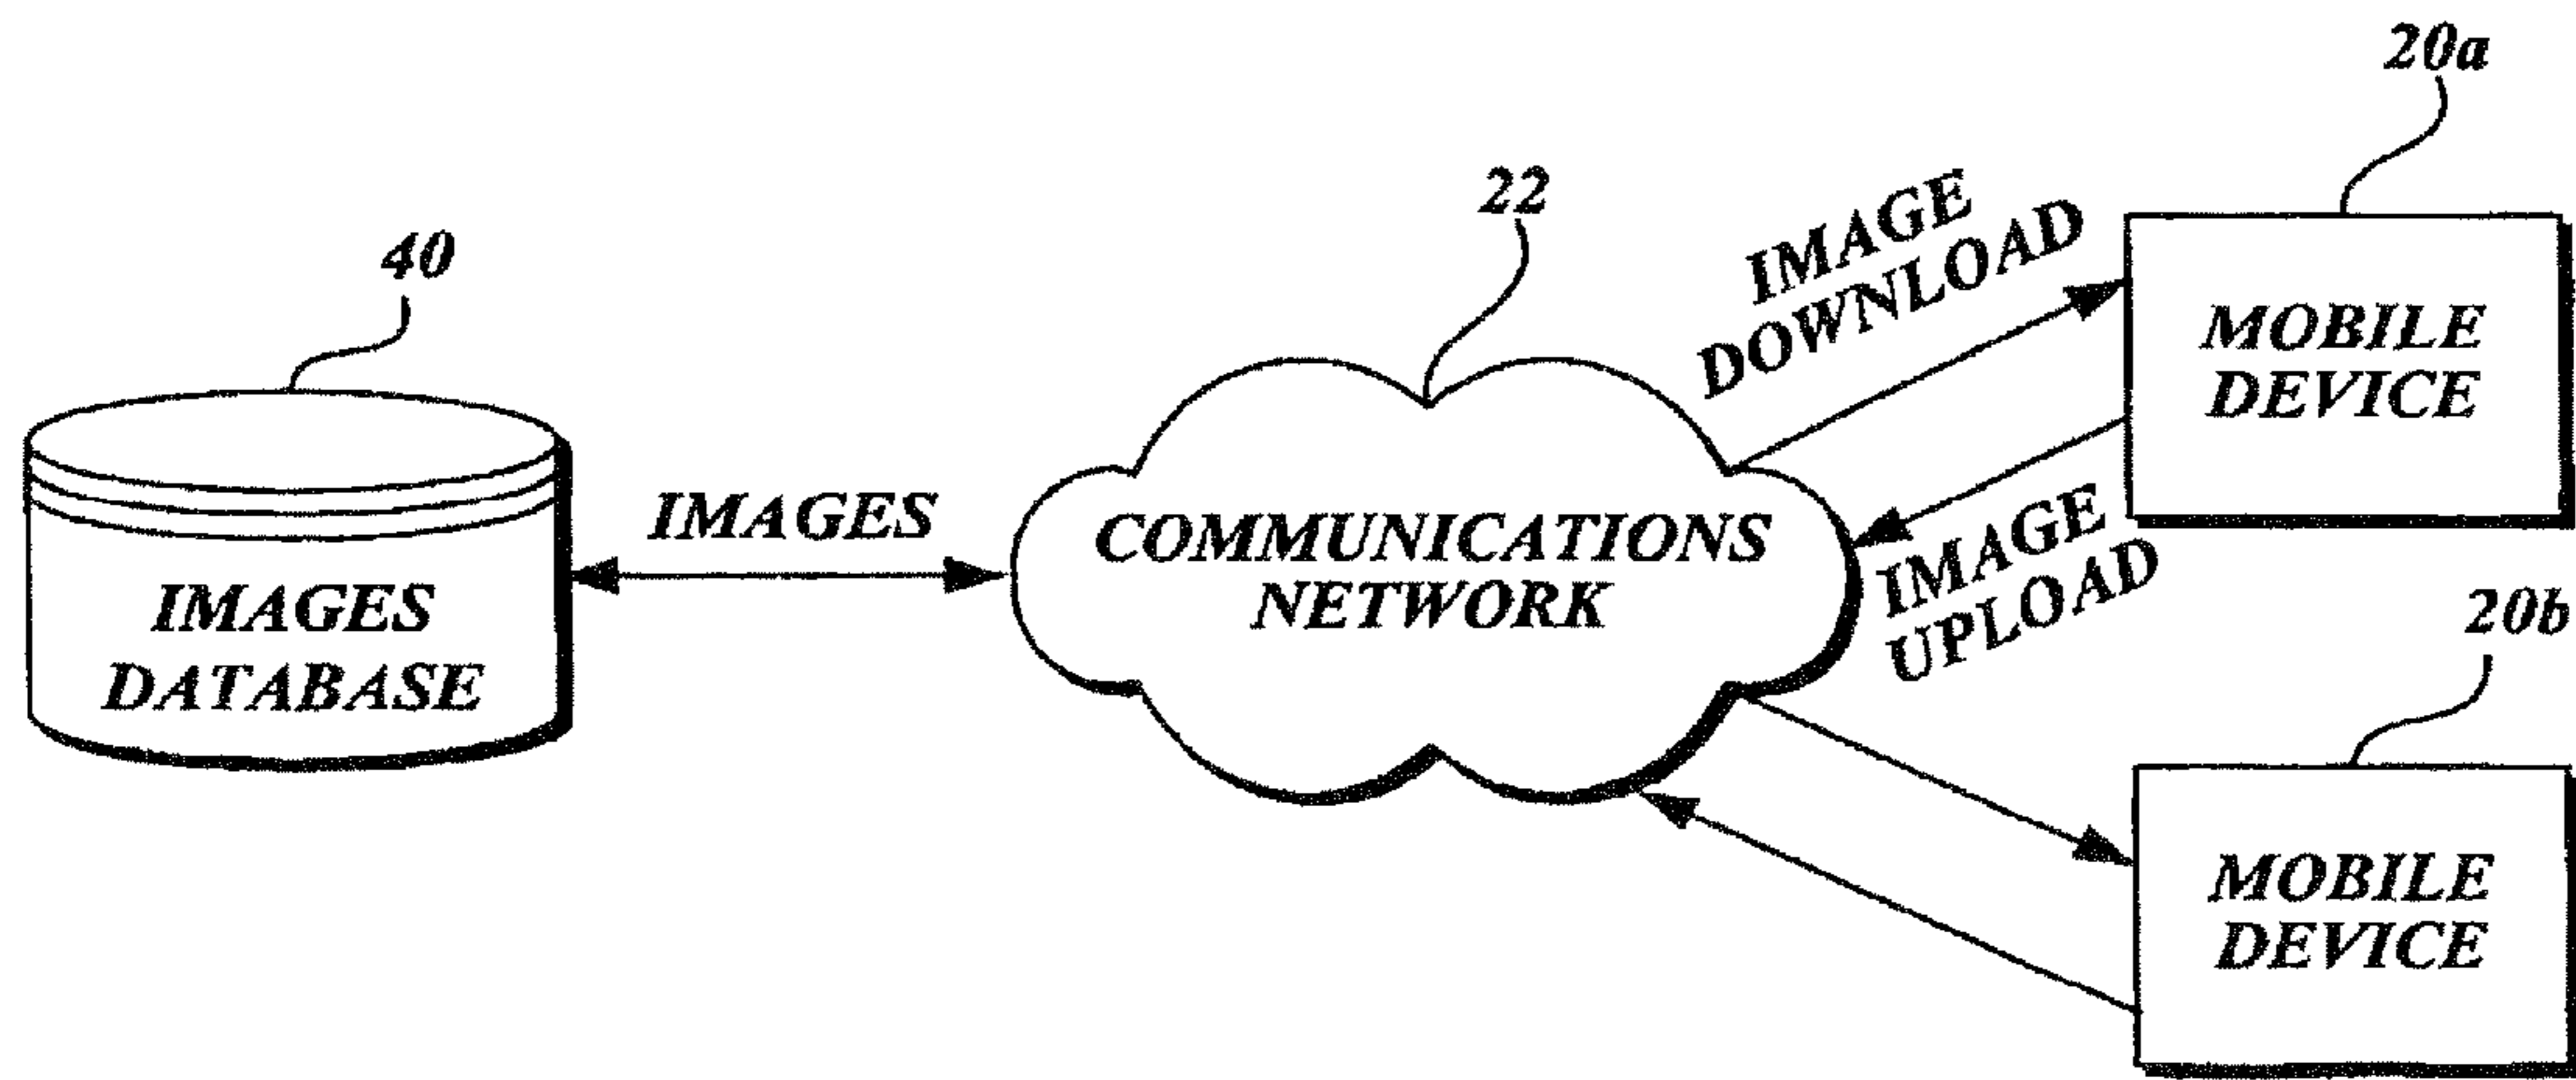 20a
22
IMAGE
DOWNLOAD
40
MOBILE
DEVICE
IMAGES
COMMUNICATIONS
NETWORK
IMAGE
UPLOAD
IMAGES
DATABASE
20b
MOBILE
DEVICE